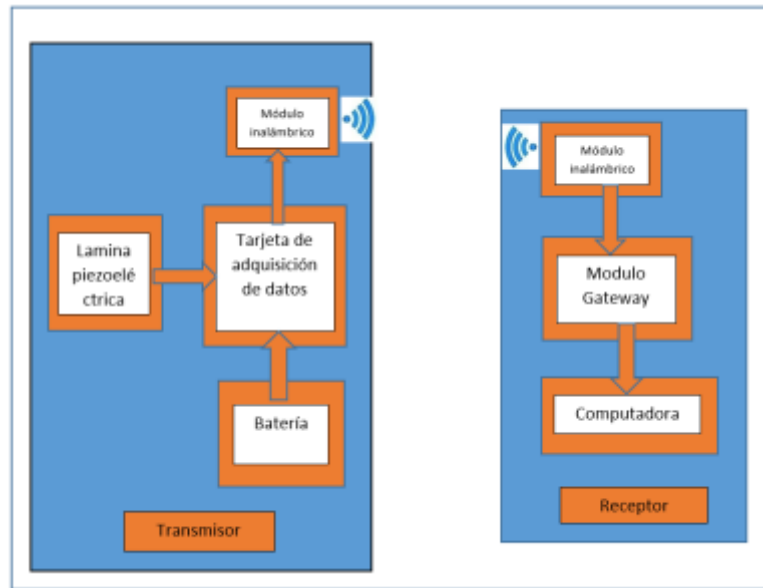 Módulo
inalámbrico
Lamina
piezoelé
ctrica
Tarjeta de
adquisición
de datos
Batería
Transmisor
Módulo
inalámbrico
Modulo
Gateway
Computadora
Receptor